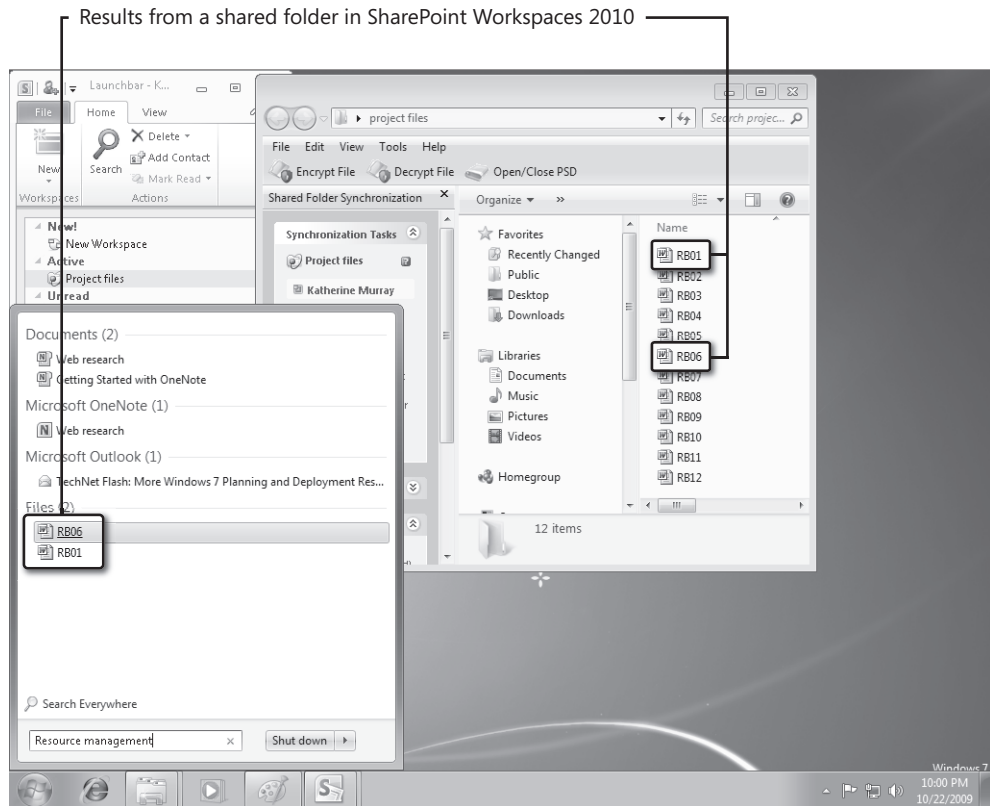 Results from a shared folder in SharePoint Workspaces 2010
Launchbar - K...
File Home View
New
Search
Delete
Add Contact
Mark Read
Workspaces
Actions
New!
New Workspace
Active
Project files
Unread
project files
Search projec...
File Edit View Tools Help
Encrypt File Decrypt File Open/Close PSD
Shared Folder Synchronization
Synchronization Tasks
Project files
Katherine Murray
Organize
Favorites
Recently Changed
Public
Desktop
Downloads
Libraries
Documents
Music
Pictures
Videos
Homegroup
Name
RB01
RB02
RB03
RB04
RB05
RB06
RB07
RB08
RB09
RB10
RB11
RB12
12 items
Documents (2)
Web research
Getting Started with OneNote
Microsoft OneNote (1)
Web research
Microsoft Outlook (1)
TechNet Flash: More Windows 7 Planning and Deployment Res...
Files (2)
RB06
RB01
Search Everywhere
Resource management
Shut down
Windows 7
10:00 PM
10/22/2009